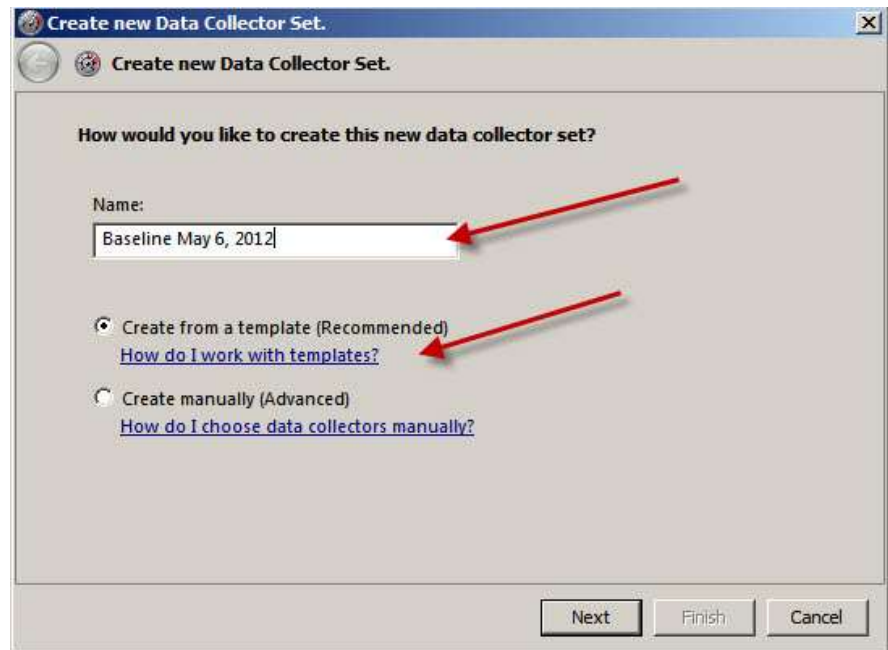 Create new Data Collector Set.
Create new Data Collector Set.
How would you like to create this new data collector set?
Name:
Baseline May 6, 2012
Create from a template (Recommended)
How do I work with templates?
Create manually (Advanced)
How do I choose data collectors manually?
Next
Finish
Cancel